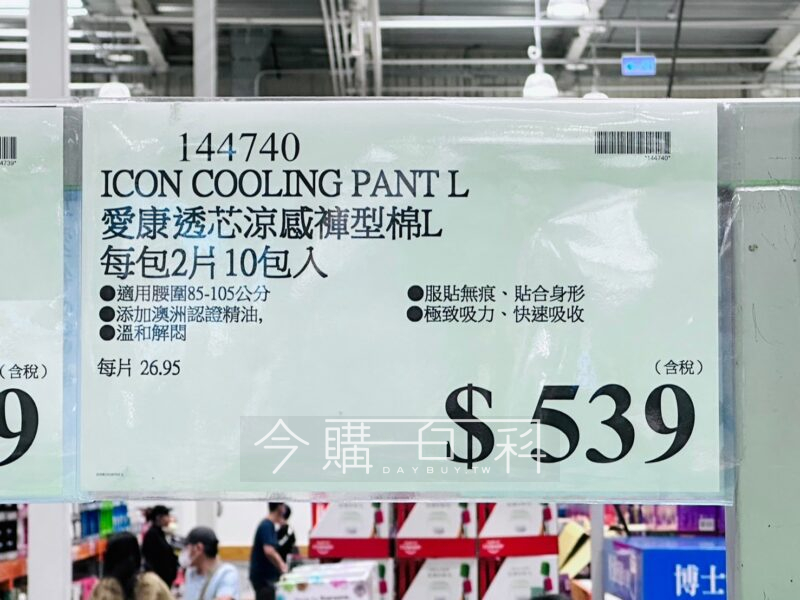 144740
*144740*
ICON COOLING PANT L
愛康透芯涼感褲型棉L
每包2片10包入
●適用腰圍85-105公分
●添加澳洲認證精油,
●溫和解悶
●服貼無痕、貼合身形
●極致吸力、快速吸收
每片 26.95
(含稅)
$ 539
今購百科
DAYBUY.TW
(含稅)
9
博士